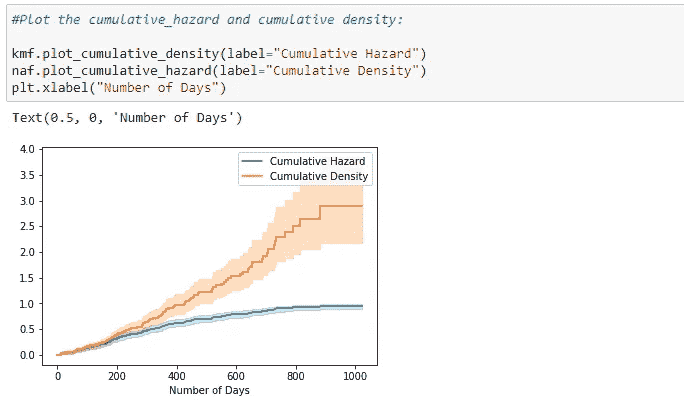 #Plot the cumulative_hazard and cumulative density:
kmf.plot_cumulative_density(label="Cumulative Hazard")
naf.plot_cumulative_hazard(label="Cumulative Density")
plt.xlabel("Number of Days")
Text(0.5, 0, 'Number of Days')
4.0
3.5
3.0
2.5
2.0
1.5
1.0
0.5
0.0
Cumulative Hazard
Cumulative Density
0 200 400 600 800 1000
Number of Days